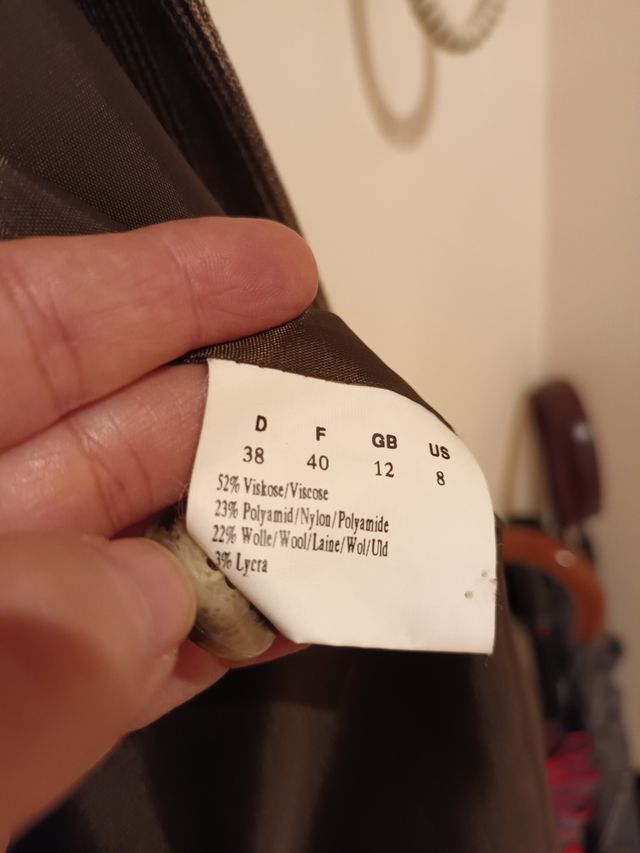 D F GB US
38 40 12 8
52% Viskose/Viscose
23% Polyamid/Nylon/Polyamide
22% Wolle/Wool/Laine/Wol/Uld
3% Lycra